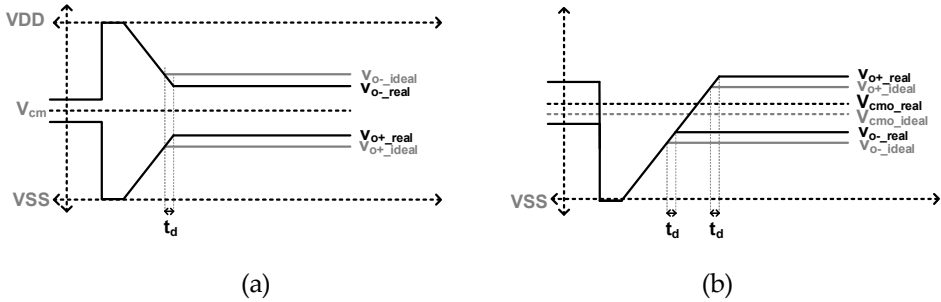 VDD
Vo-_ideal
Vo-_real
Vcm
Vo+_real
Vo+_ideal
VSS
td
(a)
Vo+_real
Vo+_ideal
Vcmo_real
Vcmo_ideal
Vo-_real
Vo-_ideal
VSS
td
td
(b)